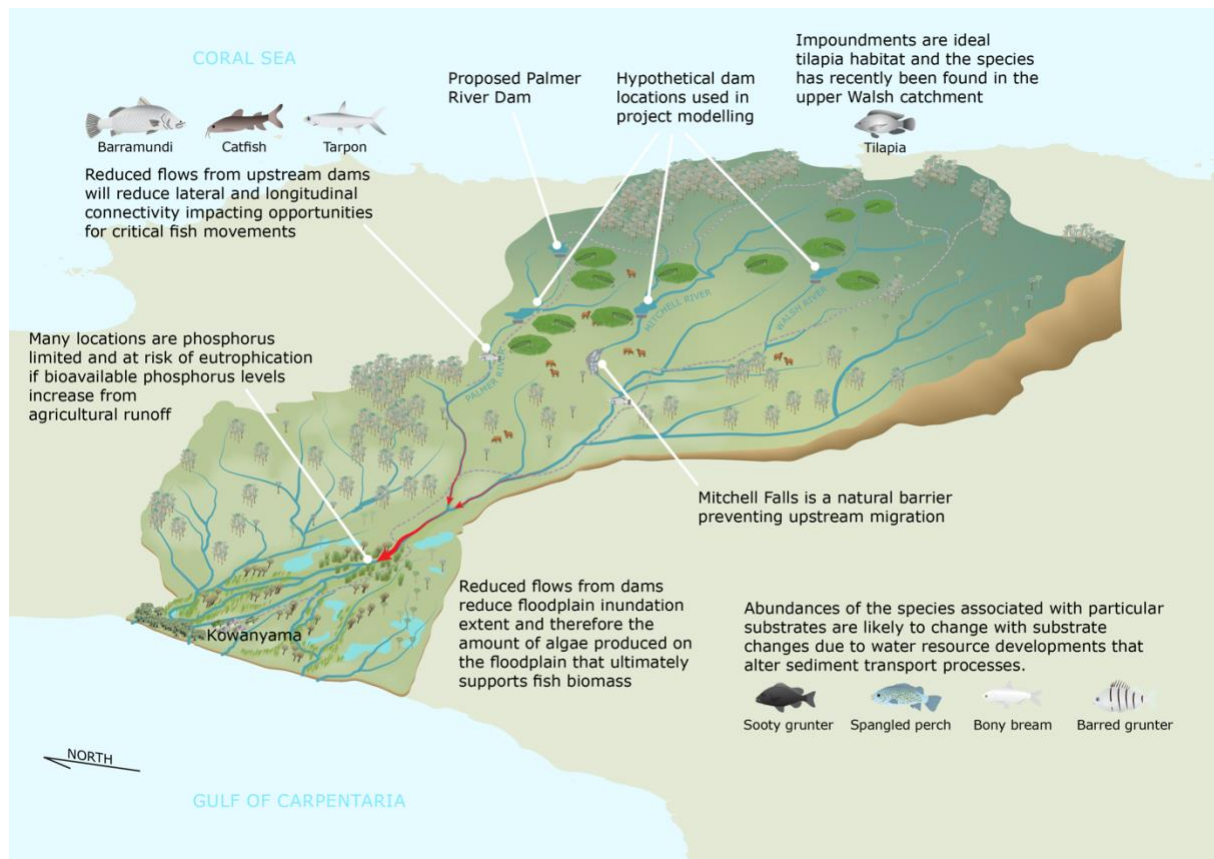 CORAL SEA
Barramundi
Catfish
Tarpon
Reduced flows from upstream dams
will reduce lateral and longitudinal
connectivity impacting opportunities
for critical fish movements
Proposed Palmer
River Dam
Hypothetical dam
locations used in
project modelling
Impoundments are ideal
tilapia habitat and the species
has recently been found in the
upper Walsh catchment
Tilapia
MITCHELL RIVER
WALSH RIVER
PALMER RIVER
Many locations are phosphorus
limited and at risk of eutrophication
if bioavailable phosphorus levels
increase from
agricultural runoff
Mitchell Falls is a natural barrier
preventing upstream migration
Kowanyama
Reduced flows from dams
reduce floodplain inundation
extent and therefore the
amount of algae produced on
the floodplain that ultimately
supports fish biomass
Abundances of the species associated with particular
substrates are likely to change with substrate
changes due to water resource developments that
alter sediment transport processes.
Sooty grunter
Spangled perch
Bony bream
Barred grunter
NORTH
GULF OF CARPENTARIA